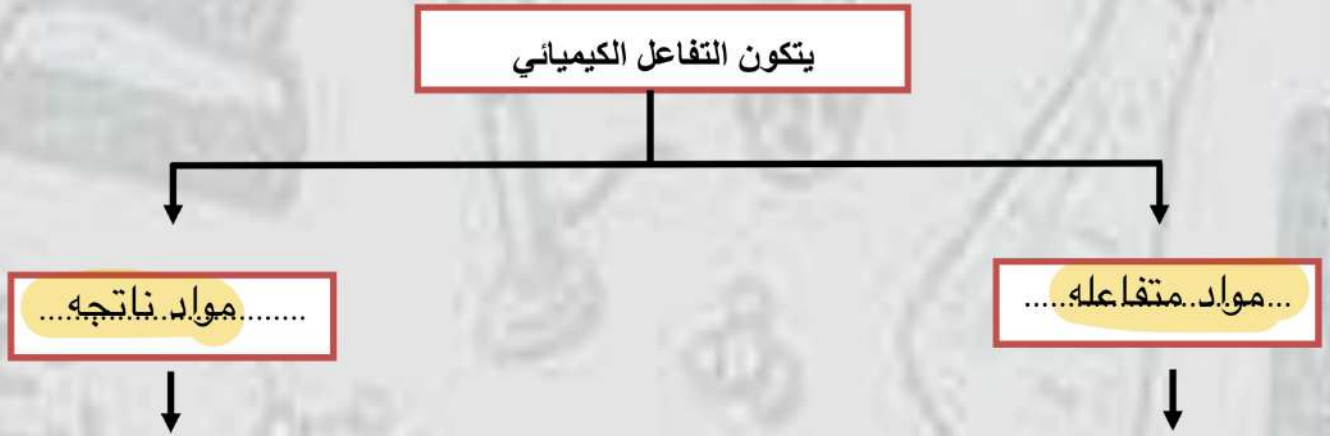 يتكون التفاعل الكيميائي
مواد متفاعله
مواد ناتجه